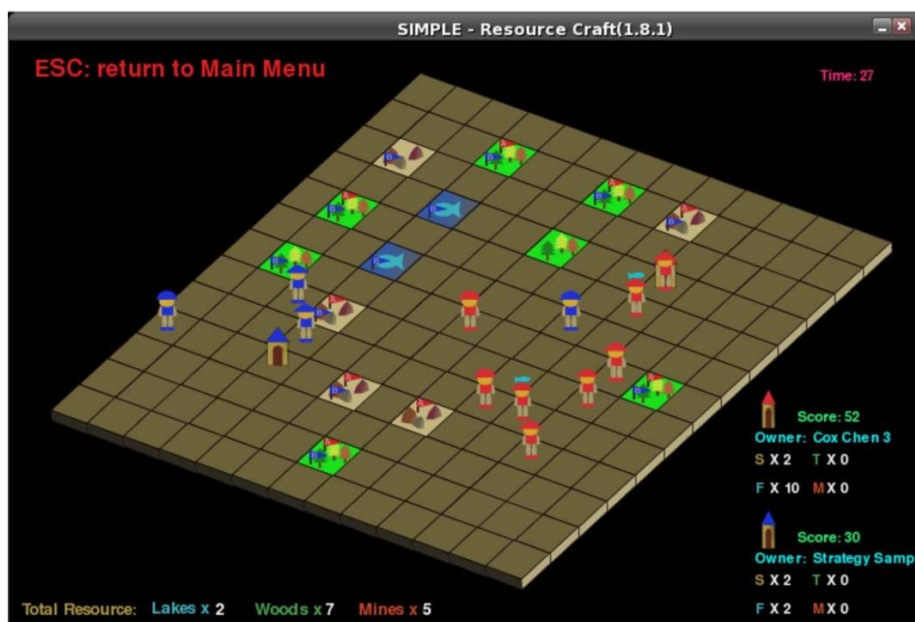 SIMPLE - Resource Craft(1.8.1)
ESC: return to Main Menu
Time: 27
Score: 52
Owner: Cox Chen 3
S X 2 T X 0
F X 10 M X 0
Score: 30
Owner: Strategy Samp
S X 2 T X 0
F X 2 M X 0
Total Resource: Lakes x 2 Woods x 7 Mines x 5